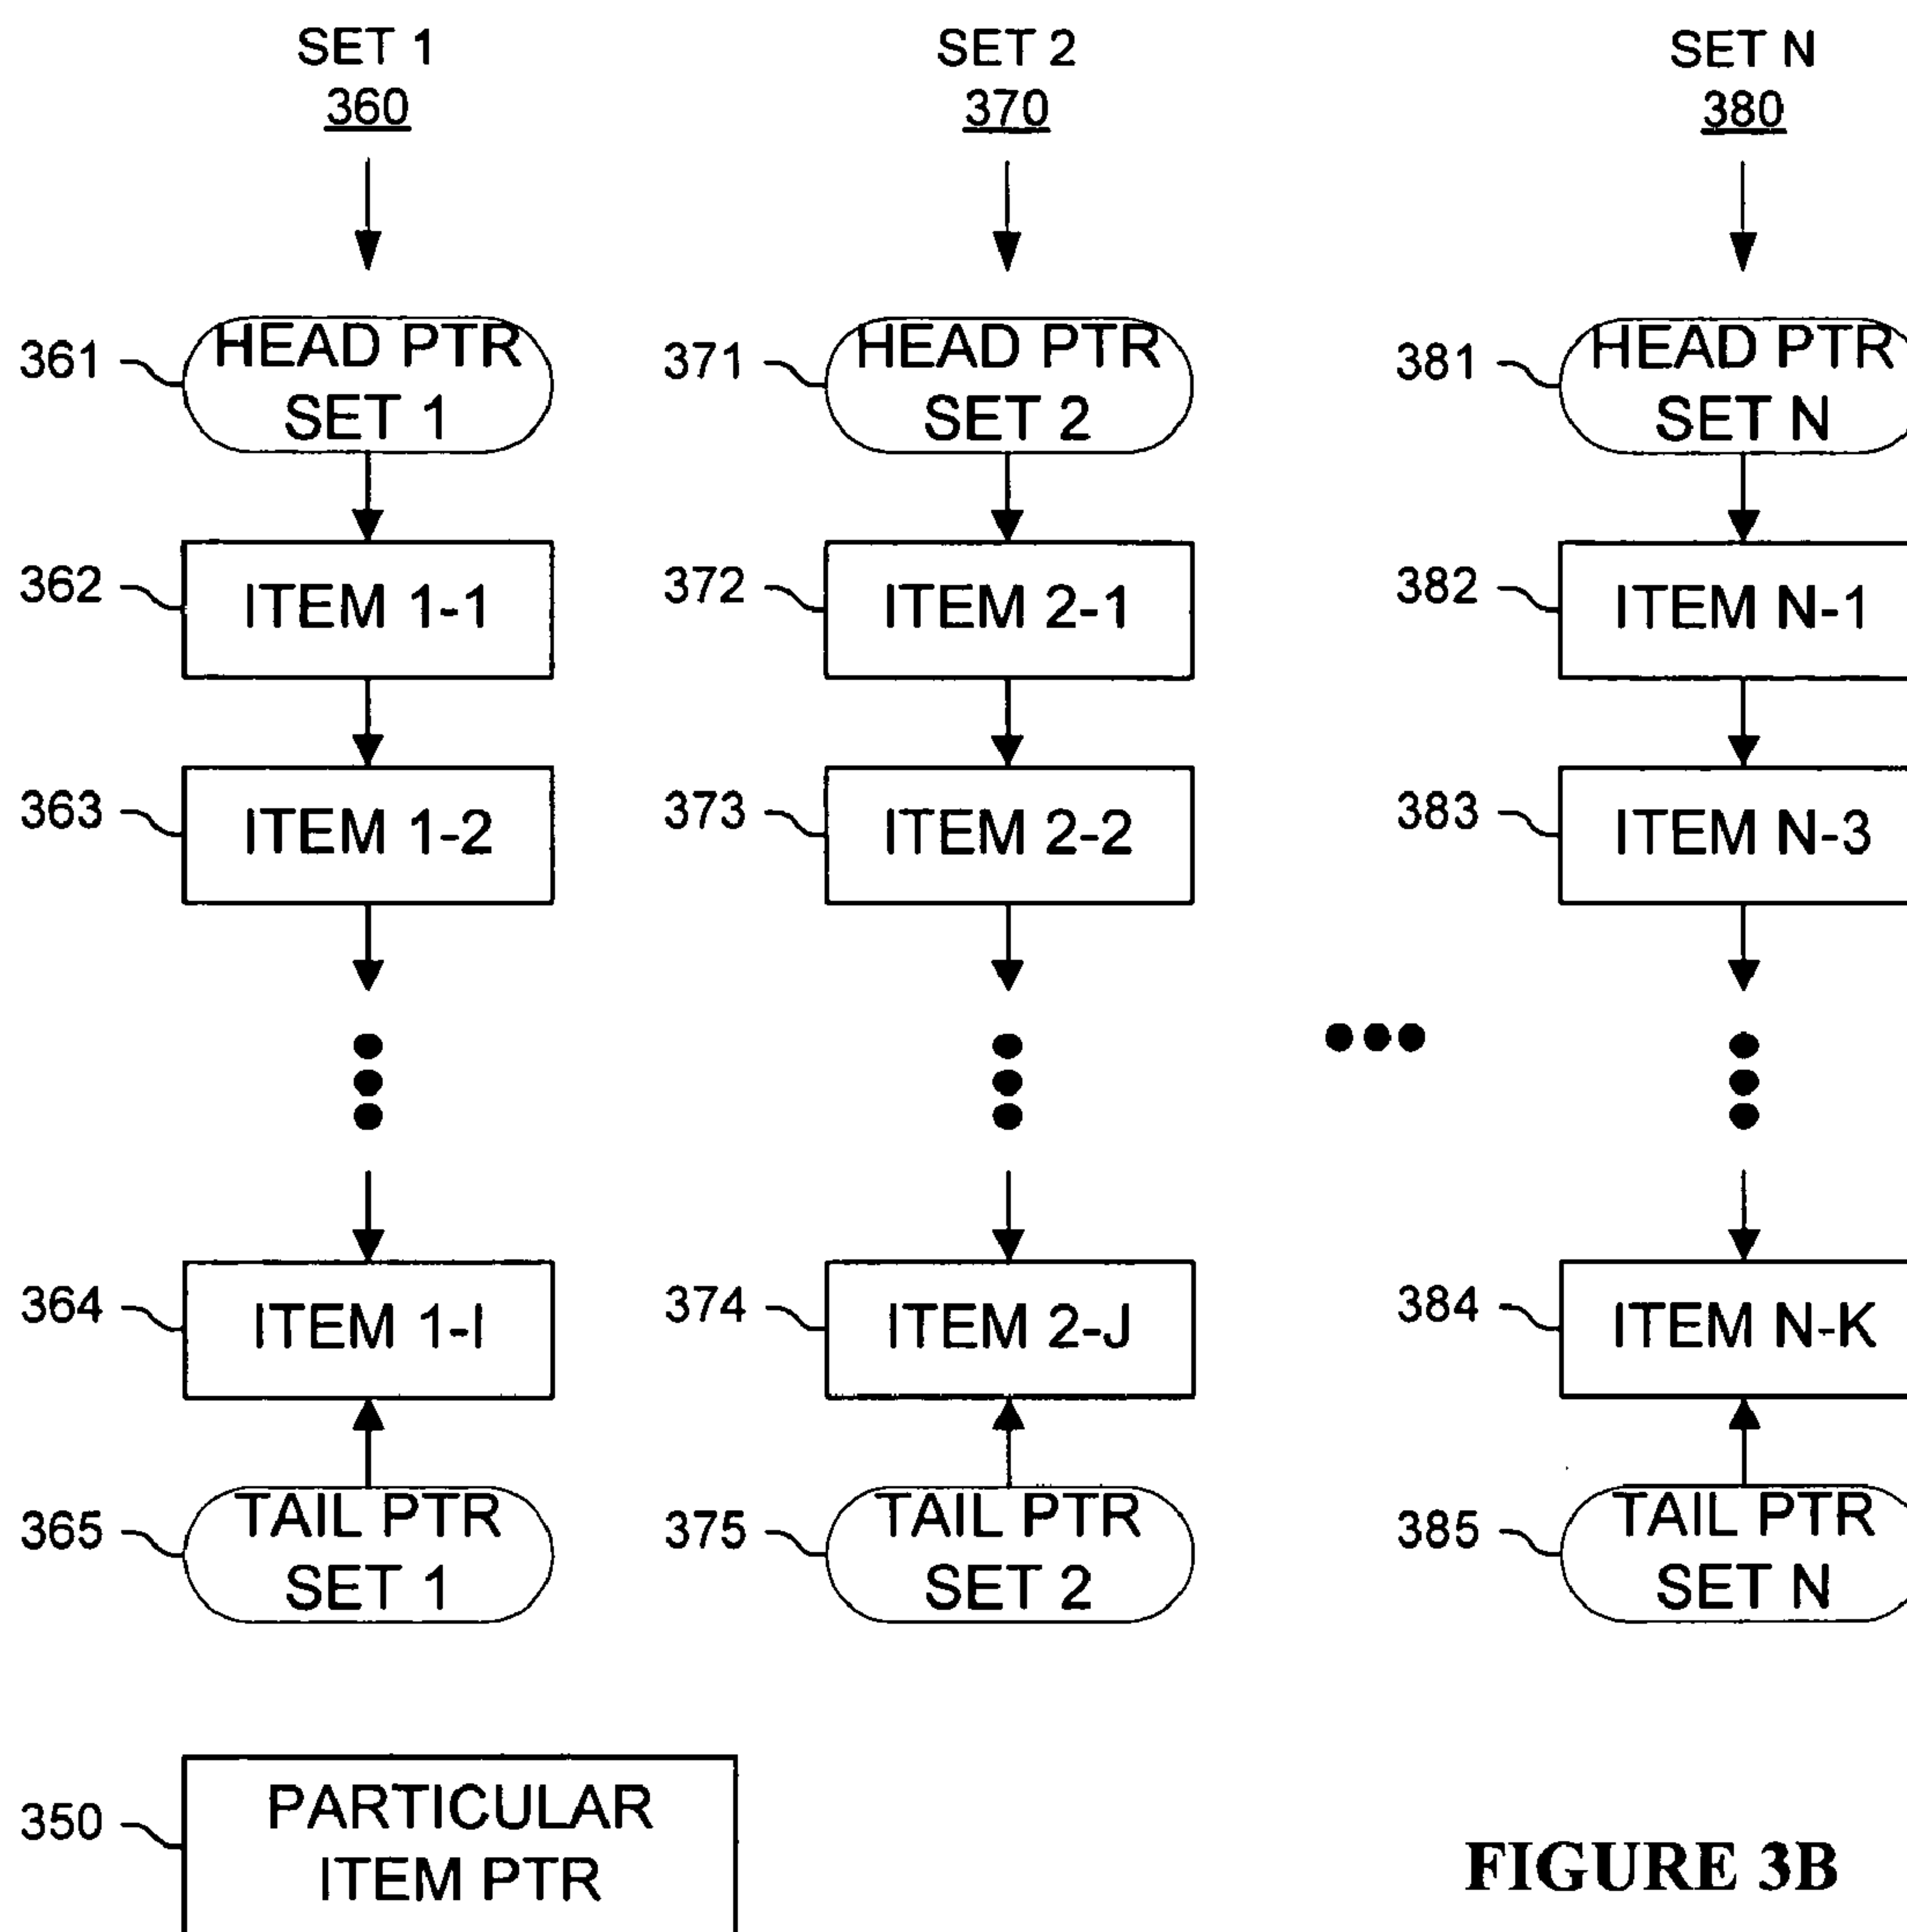 SET 1
360
SET 2
370
SET N
380
361
HEAD PTR
SET 1
371
HEAD PTR
SET 2
381
HEAD PTR
SET N
362
ITEM 1-1
372
ITEM 2-1
382
ITEM N-1
363
ITEM 1-2
373
ITEM 2-2
383
ITEM N-3
364
ITEM 1-I
374
ITEM 2-J
384
ITEM N-K
365
TAIL PTR
SET 1
375
TAIL PTR
SET 2
385
TAIL PTR
SET N
350
PARTICULAR
ITEM PTR
FIGURE 3B